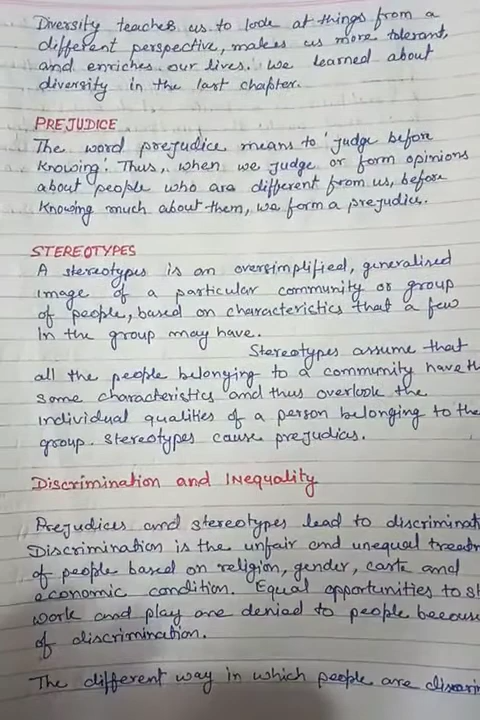 Diversity teaches us to look at things from a
different perspective, makes us more tolerant,
and enriches our lives. We learned about
diversity in the last chapter.
PREJUDICE
The word prejudice means to 'judge before
knowing'. Thus, when we judge or form opinions
about people who are different from us, before
knowing much about them, we form a prejudice.
STEREOTYPES
A stereotypes is an oversimplified, generalised
image of a particular community or group
of people, based on characterictics that a few
in the group may have.
Stereotypes assume that
all the people belonging to a community have th
same characteristics and thus overlook the
individual qualities of a person belonging to the
group. Stereotypes cause prejudices.
Discrimination and INequality
Prejudices and stereotypes lead to discriminat
Discrimination is the unfair and unequal treatm
of people based on religion, gender, caste and
economic condition. Equal opportunities to st
work and play are denied to people because
of discrimination.
The different way in which people are discrim